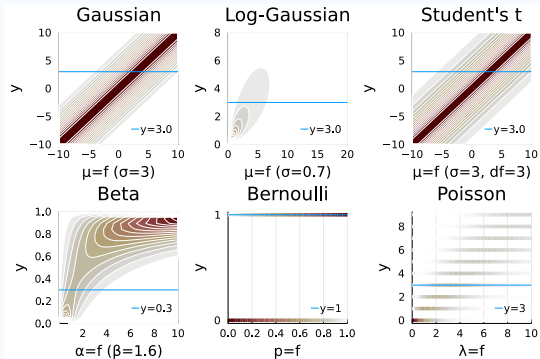 Gaussian
Log-Gaussian
Student's t
10
5
0
−5
−10
y
y=3.0
−10 −5 0 5 10
μ=f (σ=3)
8
6
4
2
0
y
y=3.0
0 5 10 15 20
μ=f (σ=0.7)
10
5
0
−5
−10
y
y=3.0
−10 −5 0 5 10
μ=f (σ=3, df=3)
Beta
Bernoulli
Poisson
1.0
0.8
0.6
0.4
0.2
0.0
y
y=0.3
2 4 6 8 10
α=f (β=1.6)
1
0
y
y=1
0.0 0.2 0.4 0.6 0.8 1.0
p=f
8
6
4
2
0
y
y=3
0 2 4 6 8 10
λ=f